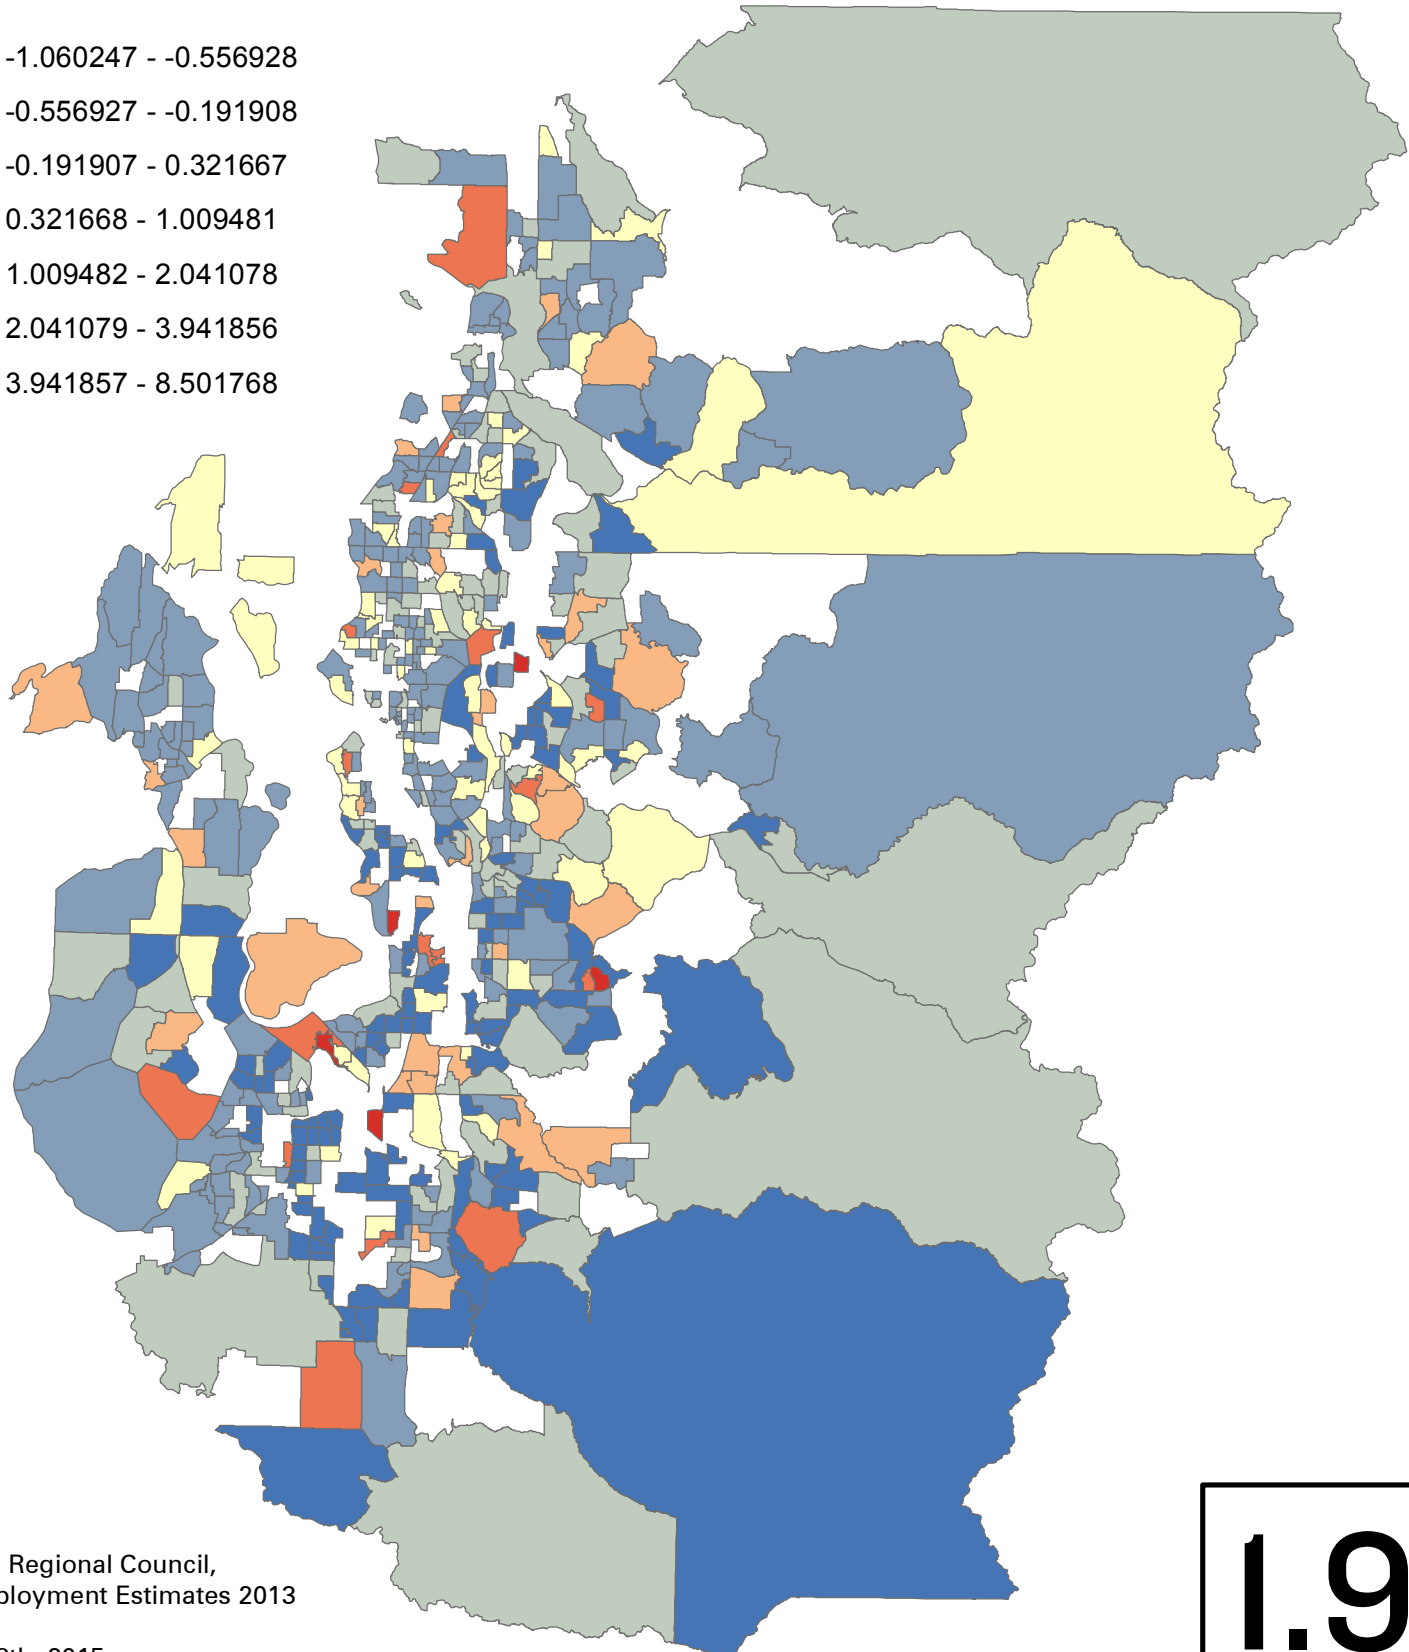 -1.060247 - -0.556928
-0.556927 - -0.191908
-0.191907 - 0.321667
0.321668 - 1.009481
1.009482 - 2.041078
2.041079 - 3.941856
3.941857 - 8.501768
Regional Council,
Estimates 2013
1.9